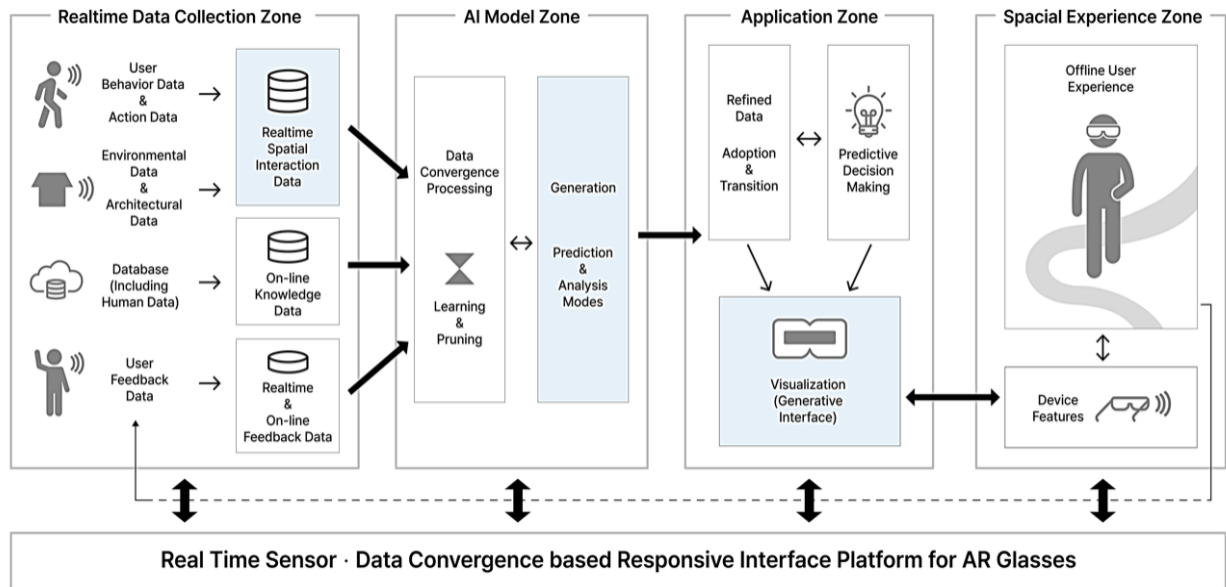 Realtime Data Collection Zone
User
Behavior Data
&
Action Data
Environmental
Data
&
Architectural
Data
Database
(Including
Human Data)
User
Feedback
Data
Realtime
Spatial
Interaction
Data
On-line
Knowledge
Data
Realtime
&
On-line
Feedback Data
AI Model Zone
Data
Convergence
Processing
Learning
&
Pruning
Generation
Prediction
&
Analysis
Modes
Application Zone
Refined
Data
Adoption
&
Transition
Predictive
Decision
Making
Visualization
(Generative
Interface)
Spacial Experience Zone
Offline User
Experience
Device
Features
Real Time Sensor · Data Convergence based Responsive Interface Platform for AR Glasses